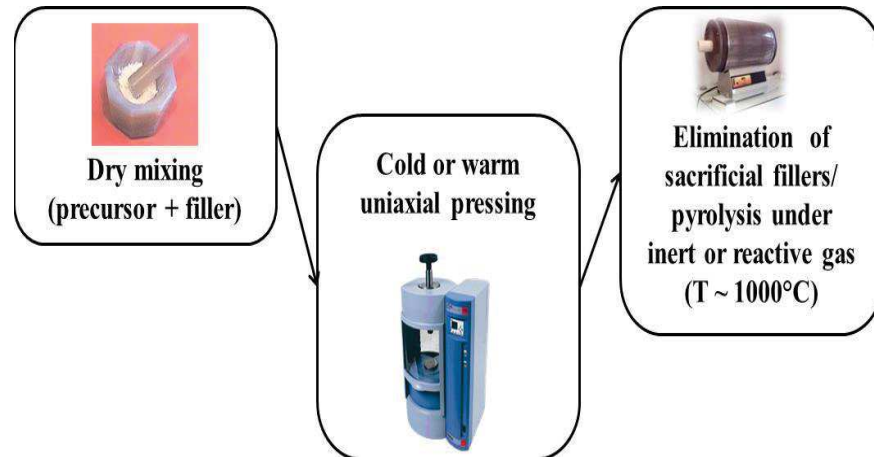 Dry mixing
(precursor + filler)
Cold or warm
uniaxial pressing
Elimination of
sacrificial fillers/
pyrolysis under
inert or reactive gas
(T ~ 1000°C)